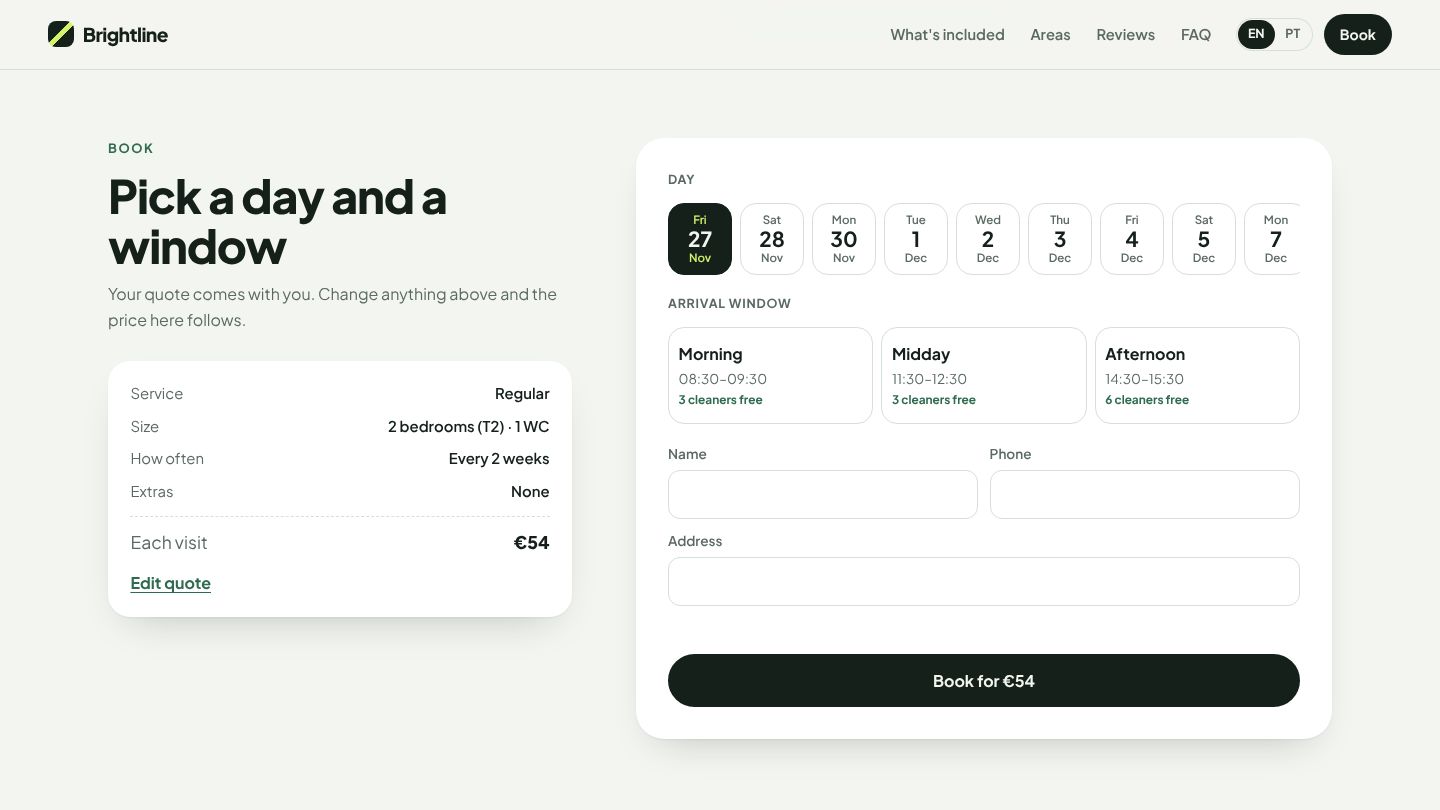 Brightline
What's included
Areas
Reviews
FAQ
EN
PT
Book
BOOK
Pick a day and a
window
Your quote comes with you. Change anything above and the
price here follows.
Service Regular
Size 2 bedrooms (T2) · 1 WC
How often Every 2 weeks
Extras None
Each visit €54
Edit quote
DAY
Fri
27
Nov
Sat
28
Nov
Mon
30
Nov
Tue
1
Dec
Wed
2
Dec
Thu
3
Dec
Fri
4
Dec
Sat
5
Dec
Mon
7
Dec
ARRIVAL WINDOW
Morning
08:30–09:30
3 cleaners free
Midday
11:30–12:30
3 cleaners free
Afternoon
14:30–15:30
6 cleaners free
Name
Phone
Address
Book for €54